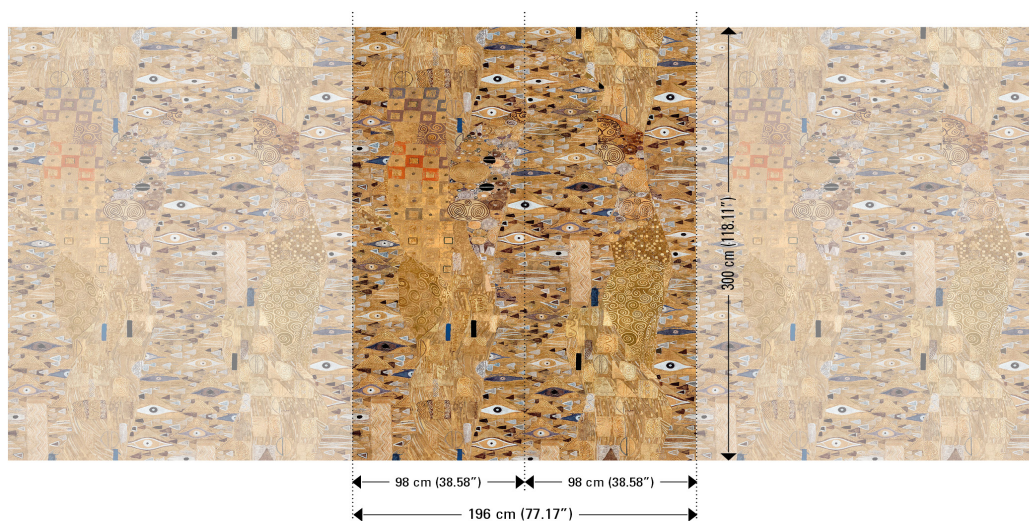 300 cm (118.11”)
98 cm (38.58”)
98 cm (38.58”)
196 cm (77.17”)